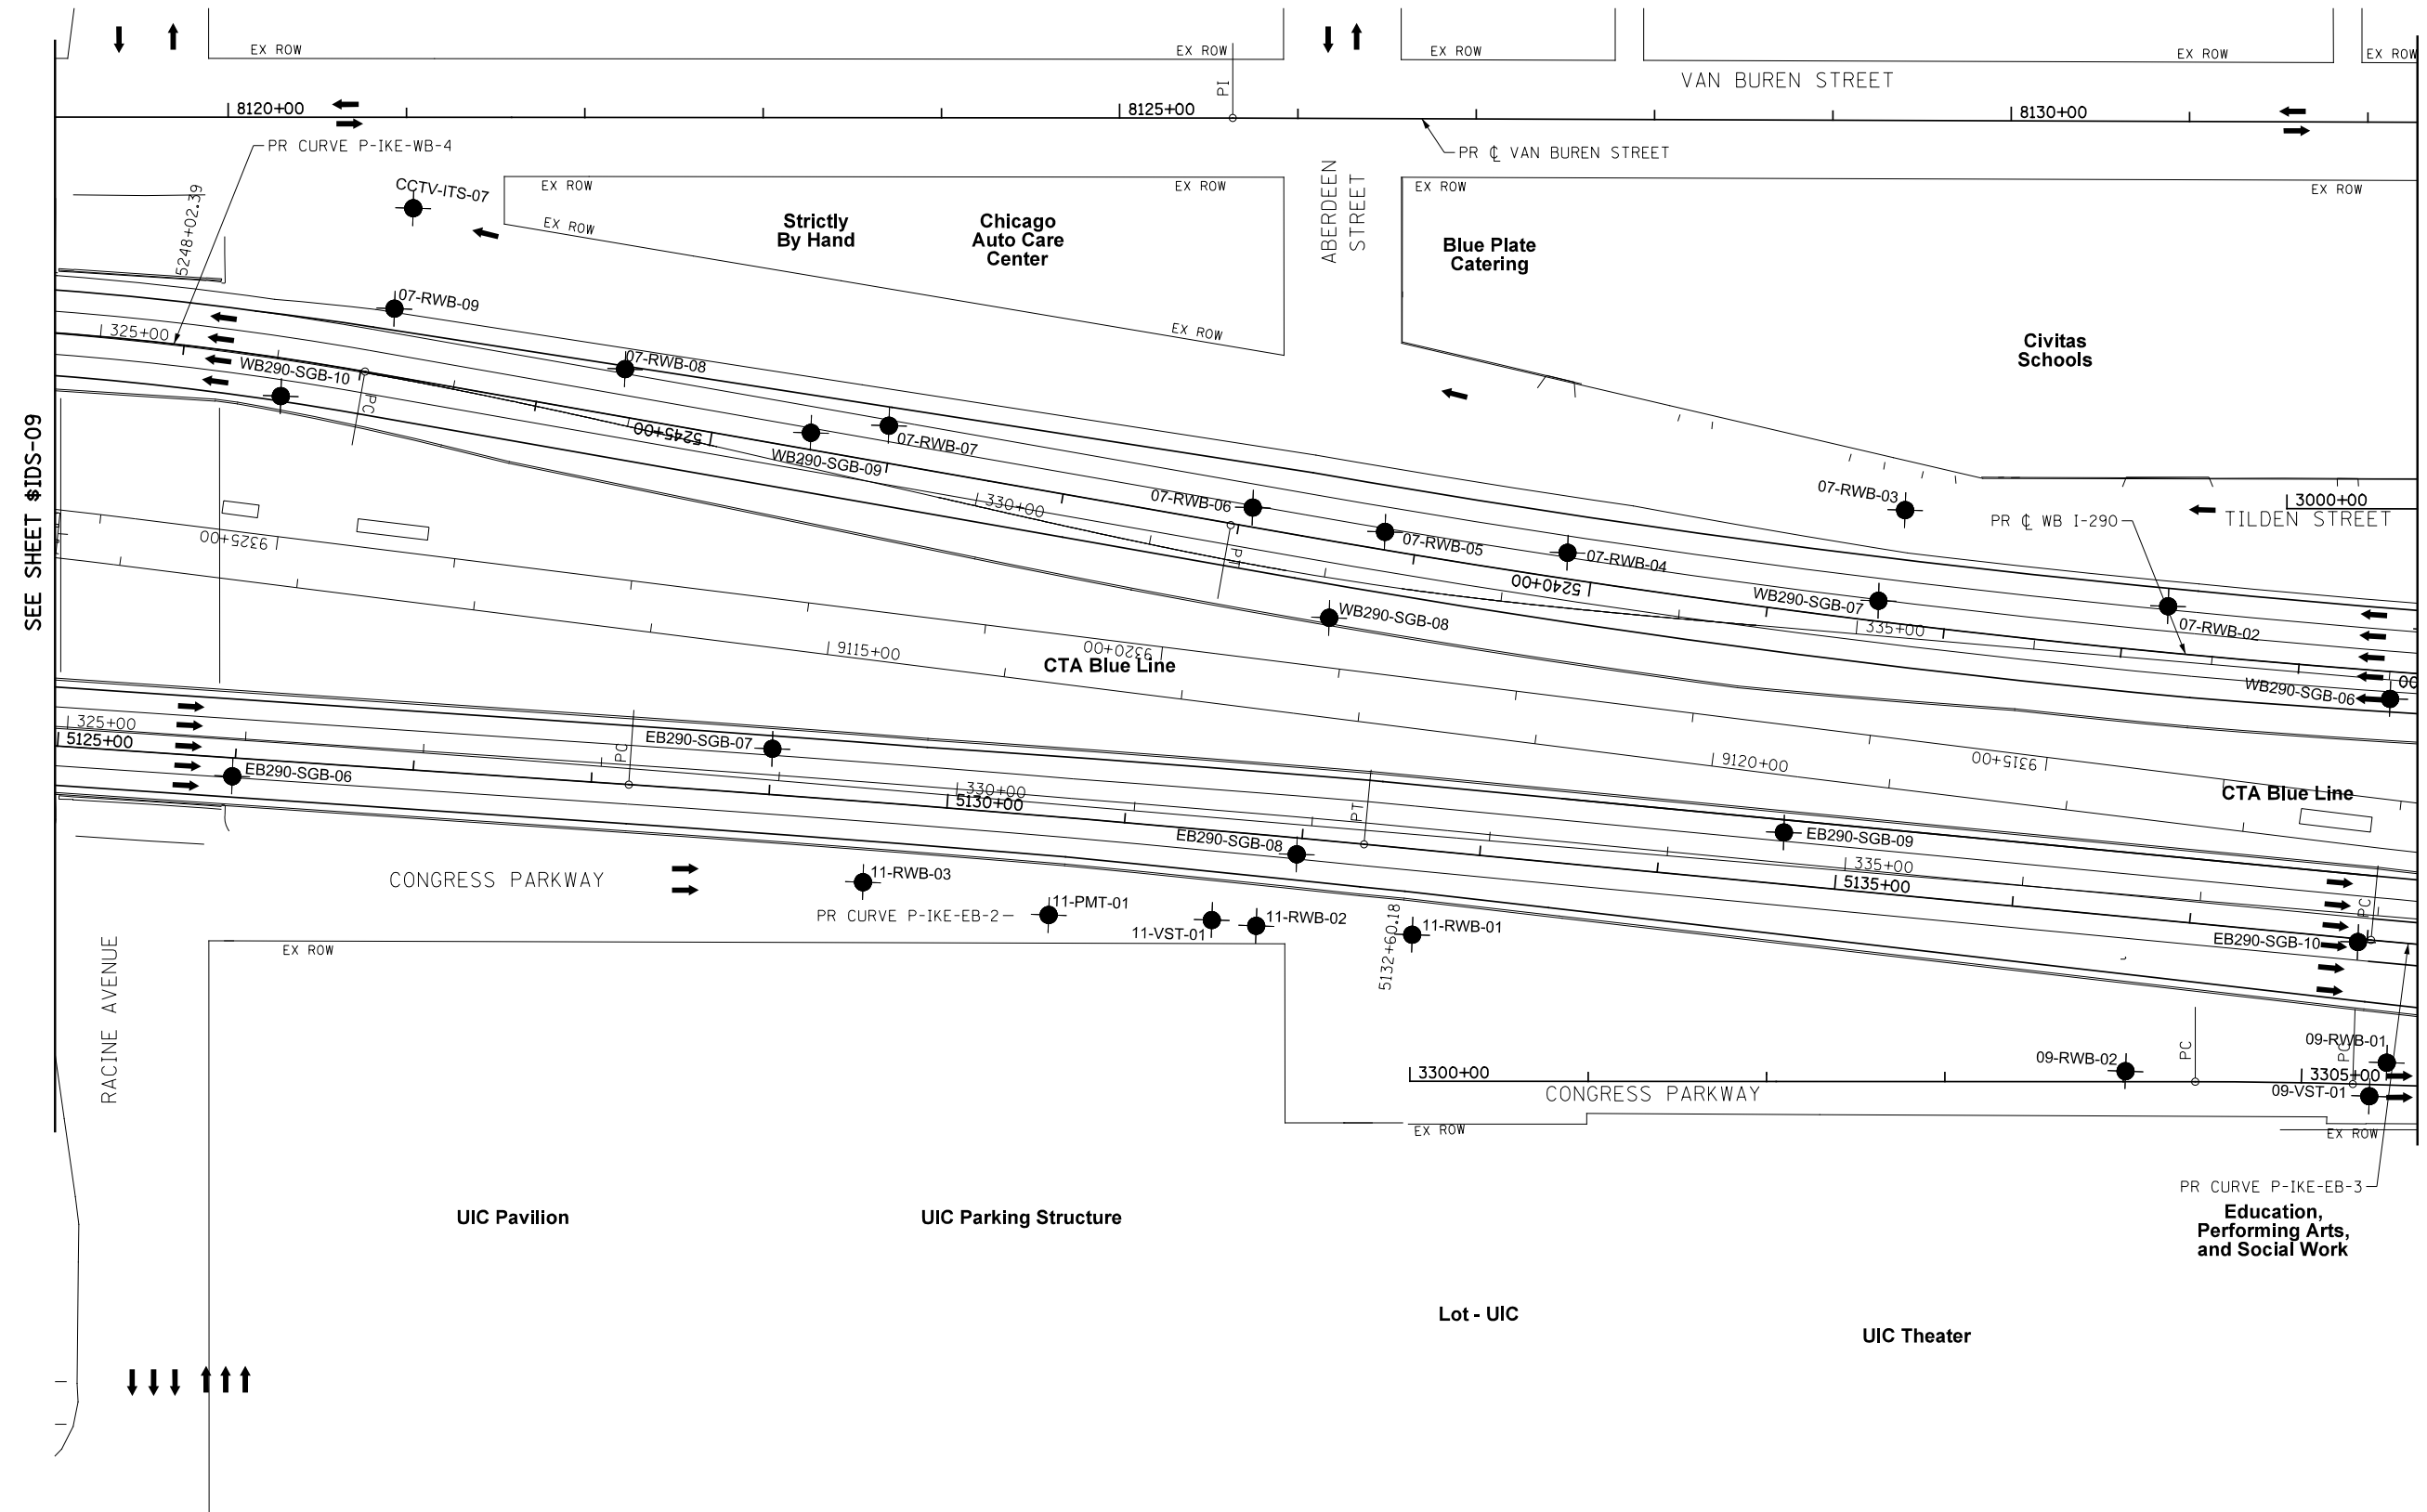 EX ROW
EX ROW
EX ROW
EX ROW
EX ROW
VAN BUREN STREET
PI
8120+00
8125+00
8130+00
PR CURVE P-IKE-WB-4
PR ℄ VAN BUREN STREET
5248+02.39
CCTV-ITS-07
EX ROW
EX ROW
EX ROW
EX ROW
EX ROW
EX ROW
ABERDEEN
STREET
Strictly
By Hand
Chicago
Auto Care
Center
Blue Plate
Catering
Civitas
Schools
07-RWB-09
325+00
07-RWB-08
WB290-SGB-10
PC
5245+00
07-RWB-07
WB290-SGB-09
330+00
07-RWB-06
07-RWB-05
07-RWB-04
07-RWB-03
3000+00
TILDEN STREET
PR ℄ WB I-290
SEE SHEET $IDS-09
9325+00
PT
5240+00
WB290-SGB-07
WB290-SGB-08
335+00
07-RWB-02
WB290-SGB-06
00
9115+00
9320+00
CTA Blue Line
325+00
5125+00
EB290-SGB-06
PC
EB290-SGB-07
9120+00
9315+00
CTA Blue Line
330+00
5130+00
PT
EB290-SGB-08
EB290-SGB-09
335+00
5135+00
CONGRESS PARKWAY
11-RWB-03
PR CURVE P-IKE-EB-2
11-PMT-01
11-VST-01
11-RWB-02
5132+60.18
11-RWB-01
PC
EB290-SGB-10
EX ROW
RACINE AVENUE
09-RWB-02
PC
PC
09-RWB-01
3300+00
3305+00
CONGRESS PARKWAY
09-VST-01
EX ROW
EX ROW
PR CURVE P-IKE-EB-3
UIC Pavilion
UIC Parking Structure
Education,
Performing Arts,
and Social Work
Lot - UIC
UIC Theater